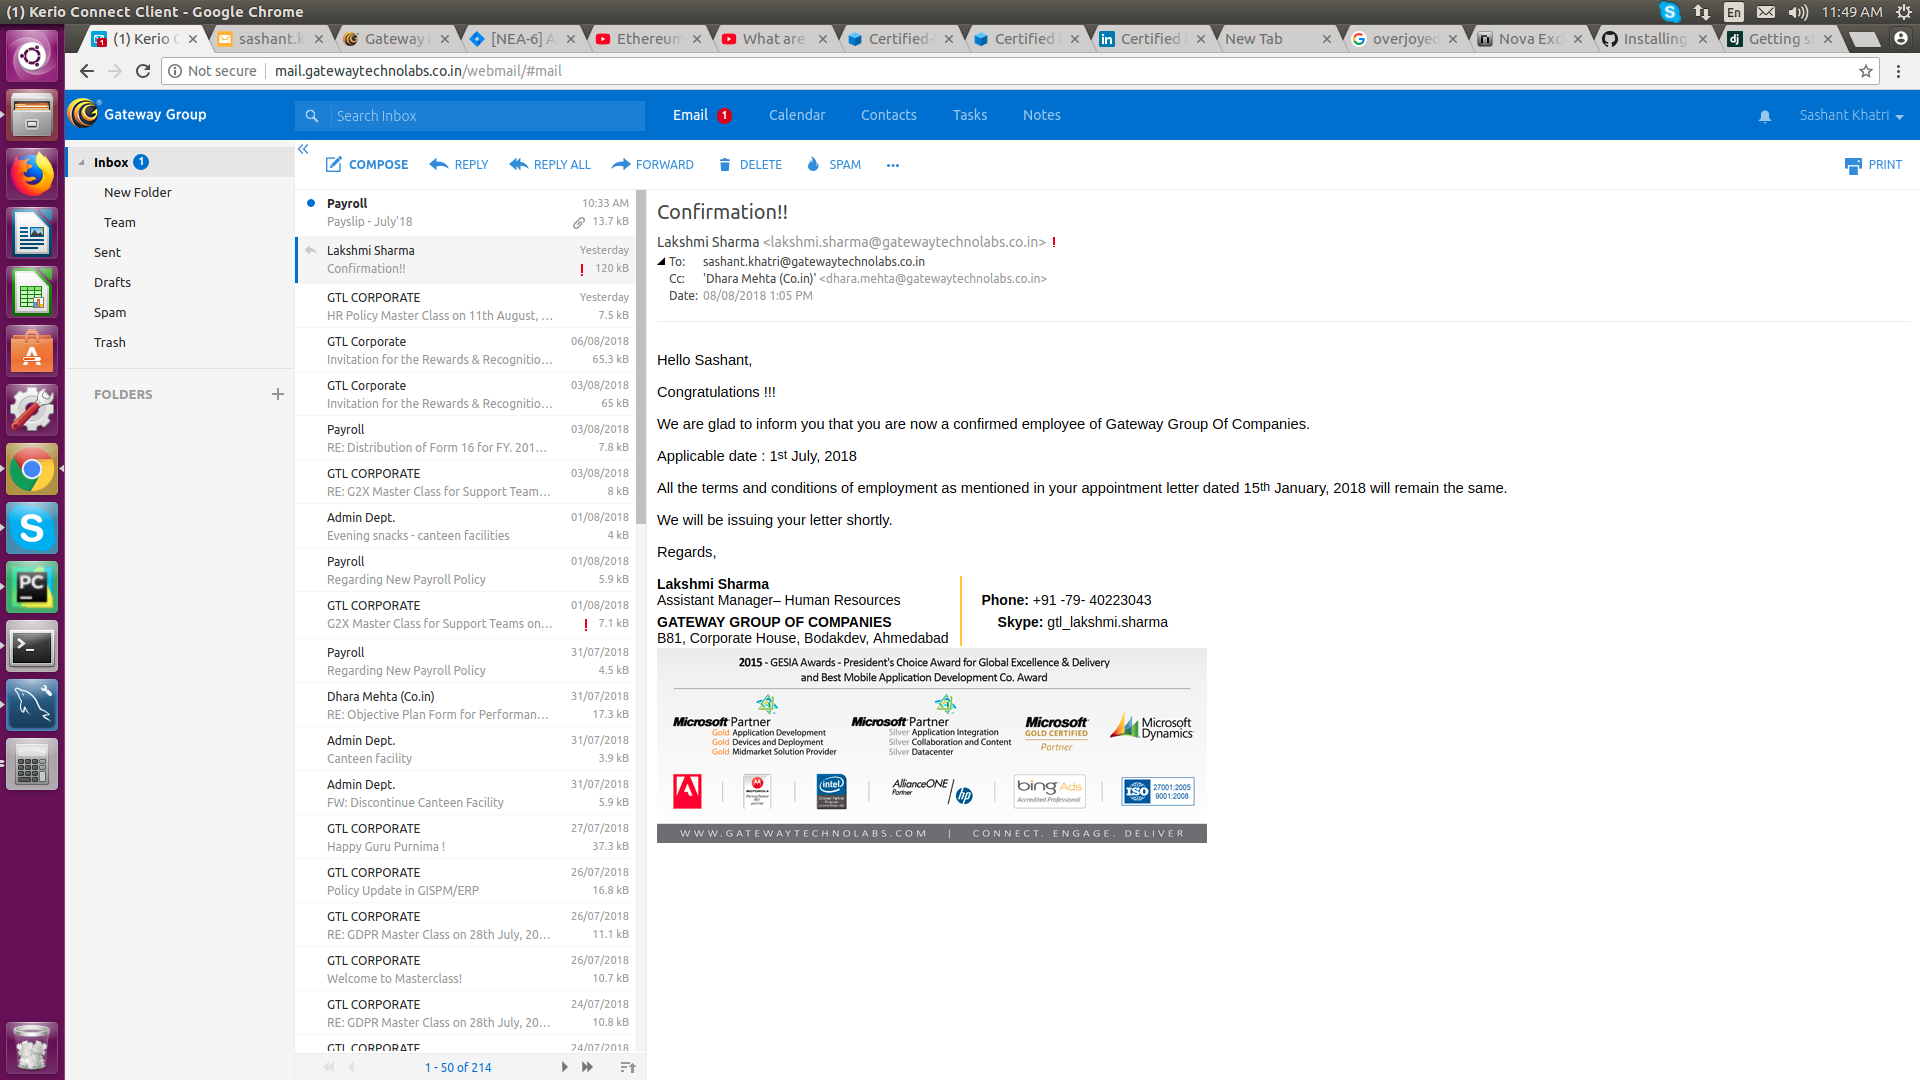 (1) Kerio Connect Client - Google Chrome
En
11:49 AM
(1) Kerio C
sashant.k
Gateway E
[NEA-6] A
Ethereum
What are
Certified-
Certified
Certified
New Tab
overjoyed
Nova Exc
Installing
Getting s
Not secure
mail.gatewaytechnolabs.co.in/webmail/#mail
Gateway Group
Search Inbox
Email 1
Calendar
Contacts
Tasks
Notes
Sashant Khatri
Inbox 1
New Folder
Team
Sent
Drafts
Spam
Trash
FOLDERS
COMPOSE
REPLY
REPLY ALL
FORWARD
DELETE
SPAM
PRINT
Payroll 10:33 AM
Payslip - July'18 13.7 kB
Lakshmi Sharma Yesterday
Confirmation!! 120 kB
GTL CORPORATE Yesterday
HR Policy Master Class on 11th August, ... 7.5 kB
GTL Corporate 06/08/2018
Invitation for the Rewards & Recognitio... 65.3 kB
GTL Corporate 03/08/2018
Invitation for the Rewards & Recognitio... 65 kB
Payroll 03/08/2018
RE: Distribution of Form 16 for FY. 201... 7.8 kB
GTL CORPORATE 03/08/2018
RE: G2X Master Class for Support Team... 8 kB
Admin Dept. 01/08/2018
Evening snacks - canteen facilities 4 kB
Payroll 01/08/2018
Regarding New Payroll Policy 5.9 kB
GTL CORPORATE 01/08/2018
G2X Master Class for Support Teams on... 7.1 kB
Payroll 31/07/2018
Regarding New Payroll Policy 4.5 kB
Dhara Mehta (Co.in) 31/07/2018
RE: Objective Plan Form for Performan... 17.3 kB
Admin Dept. 31/07/2018
Canteen facility 3.9 kB
Admin Dept. 31/07/2018
FW: Discontinue Canteen Facility 5.9 kB
GTL CORPORATE 27/07/2018
Happy Guru Purnima ! 37.3 kB
GTL CORPORATE 26/07/2018
Policy Update in GISPM/ERP 16.8 kB
GTL CORPORATE 26/07/2018
RE: GDPR Master Class on 28th July, 20... 11.1 kB
GTL CORPORATE 26/07/2018
Welcome to Masterclass! 10.7 kB
GTL CORPORATE 24/07/2018
RE: GDPR Master Class on 28th July, 20... 10.8 kB
GTL CORPORATE 24/07/2018
1 - 50 of 214
Confirmation!!
Lakshmi Sharma <lakshmi.sharma@gatewaytechnolabs.co.in> !
To: sashant.khatri@gatewaytechnolabs.co.in
Cc: 'Dhara Mehta (Co.in)' <dhara.mehta@gatewaytechnolabs.co.in>
Date: 08/08/2018 1:05 PM
Hello Sashant,
Congratulations !!!
We are glad to inform you that you are now a confirmed employee of Gateway Group Of Companies.
Applicable date : 1st July, 2018
All the terms and conditions of employment as mentioned in your appointment letter dated 15th January, 2018 will remain the same.
We will be issuing your letter shortly.
Regards,
Lakshmi Sharma
Assistant Manager– Human Resources
Phone: +91 -79- 40223043
GATEWAY GROUP OF COMPANIES
Skype: gtl_lakshmi.sharma
B81, Corporate House, Bodakdev, Ahmedabad
2015 - GESIA Awards - President's Choice Award for Global Excellence & Delivery
and Best Mobile Application Development Co. Award
Microsoft Partner
Gold Application Development
Gold Devices and Deployment
Gold Midmarket Solution Provider
Microsoft Partner
Silver Application Integration
Silver Collaboration and Content
Silver Datacenter
Microsoft
GOLD CERTIFIED
Partner
Microsoft
Dynamics
MOTOROLA
intel
AllianceONE
Partner
hp
bing Ads
Accredited Professional
ISO
27001:2005
9001:2008
WWW.GATEWAYTECHNOLABS.COM | CONNECT. ENGAGE. DELIVER